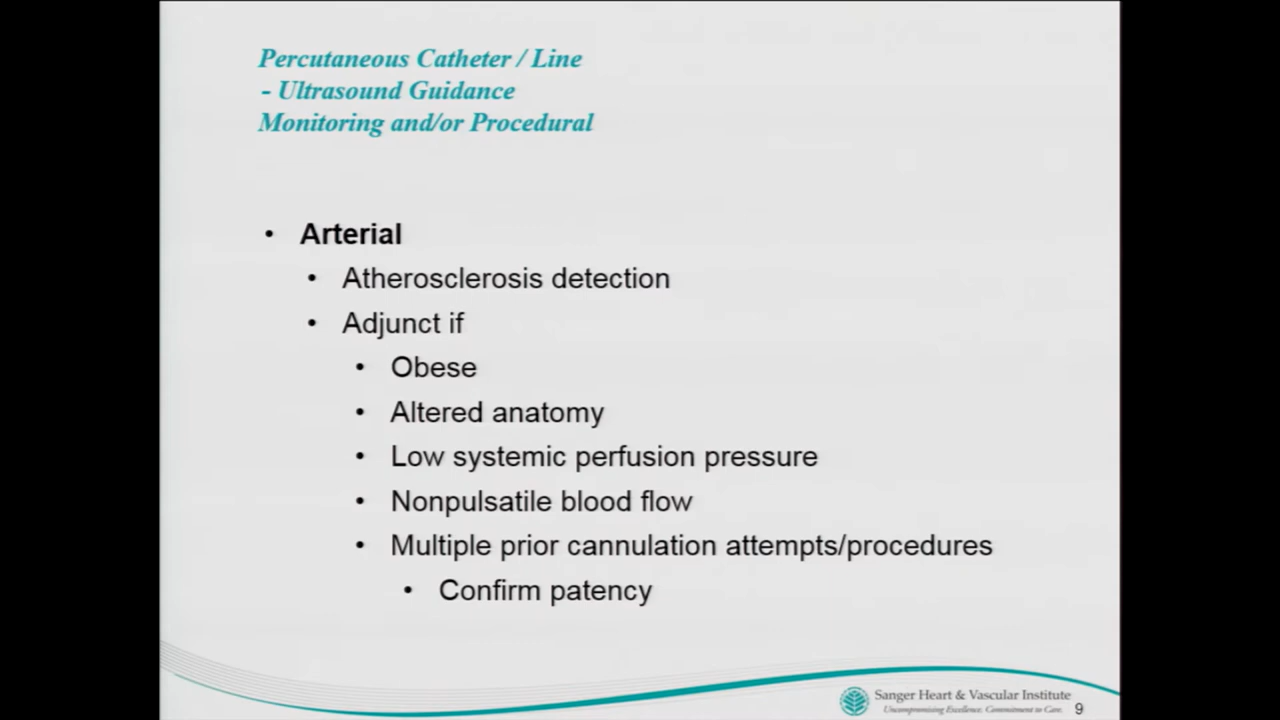 Percutaneous Catheter / Line
- Ultrasound Guidance
Monitoring and/or Procedural
• Arterial
• Atherosclerosis detection
• Adjunct if
• Obese
• Altered anatomy
• Low systemic perfusion pressure
• Nonpulsatile blood flow
• Multiple prior cannulation attempts/procedures
• Confirm patency
Sanger Heart & Vascular Institute
Uncompromising Excellence. Commitment to Care.
9